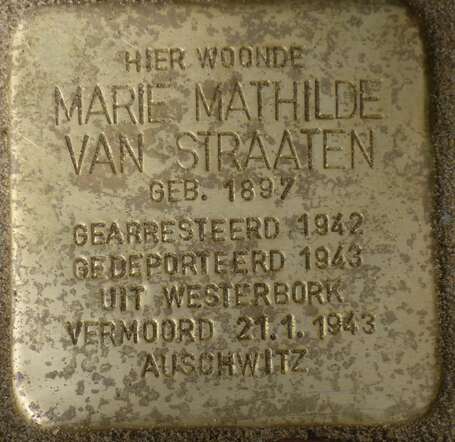 HIER WOONDE
MARIE MATHILDE
VAN STRAATEN
GEB. 1897
GEARRESTEERD 1942
GEDEPORTEERD 1943
UIT WESTERBORK
VERMOORD 21.1.1943
AUSCHWITZ